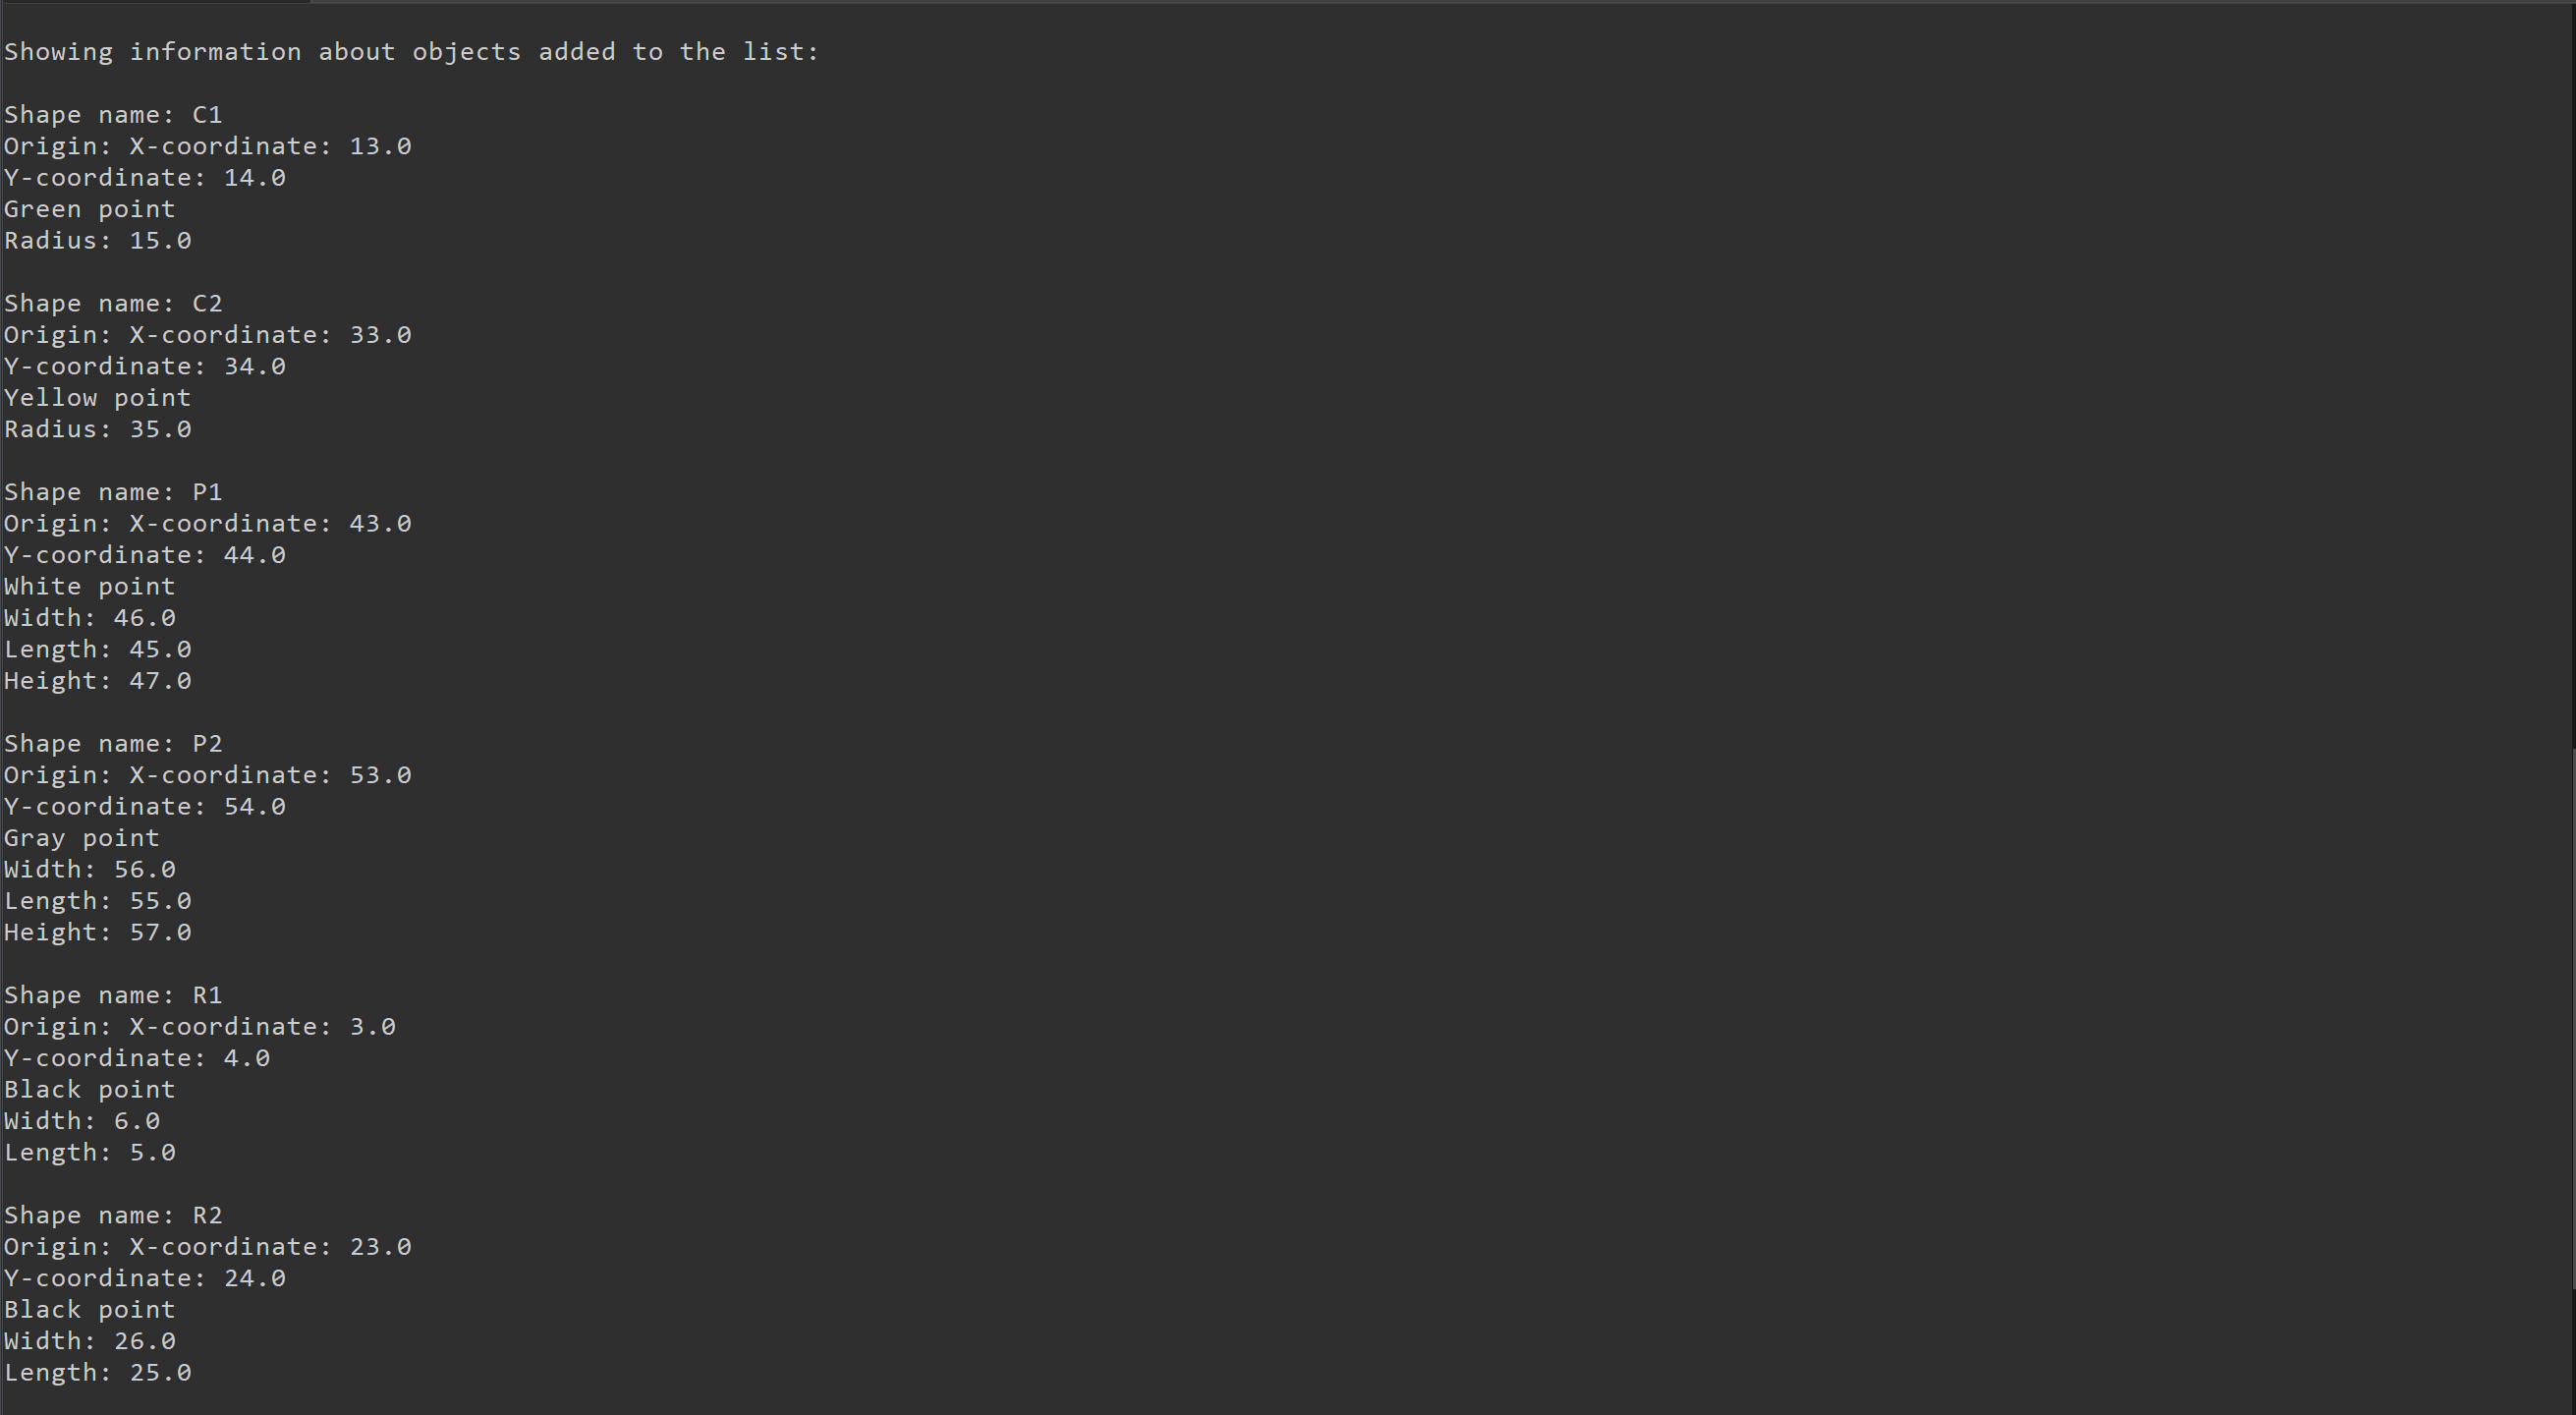 Showing information about objects added to the list:
Shape name: C1
Origin: X-coordinate: 13.0
Y-coordinate: 14.0
Green point
Radius: 15.0
Shape name: C2
Origin: X-coordinate: 33.0
Y-coordinate: 34.0
Yellow point
Radius: 35.0
Shape name: P1
Origin: X-coordinate: 43.0
Y-coordinate: 44.0
White point
Width: 46.0
Length: 45.0
Height: 47.0
Shape name: P2
Origin: X-coordinate: 53.0
Y-coordinate: 54.0
Gray point
Width: 56.0
Length: 55.0
Height: 57.0
Shape name: R1
Origin: X-coordinate: 3.0
Y-coordinate: 4.0
Black point
Width: 6.0
Length: 5.0
Shape name: R2
Origin: X-coordinate: 23.0
Y-coordinate: 24.0
Black point
Width: 26.0
Length: 25.0